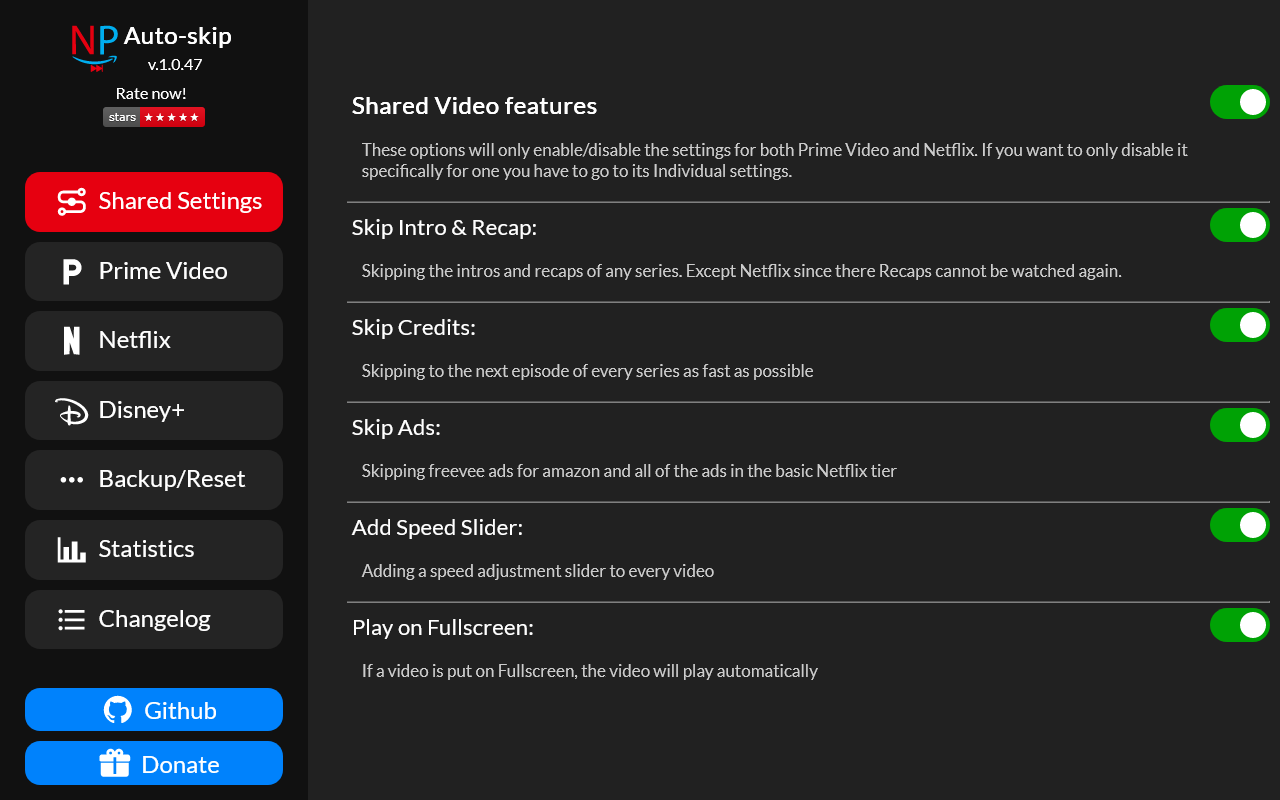 NP Auto-skip
v.1.0.47
Rate now!
stars ★★★★★
Shared Settings
Prime Video
Netflix
Disney+
Backup/Reset
Statistics
Changelog
Github
Donate
Shared Video features
These options will only enable/disable the settings for both Prime Video and Netflix. If you want to only disable it
specifically for one you have to go to its Individual settings.
Skip Intro & Recap:
Skipping the intros and recaps of any series. Except Netflix since there Recaps cannot be watched again.
Skip Credits:
Skipping to the next episode of every series as fast as possible
Skip Ads:
Skipping freevee ads for amazon and all of the ads in the basic Netflix tier
Add Speed Slider:
Adding a speed adjustment slider to every video
Play on Fullscreen:
If a video is put on Fullscreen, the video will play automatically